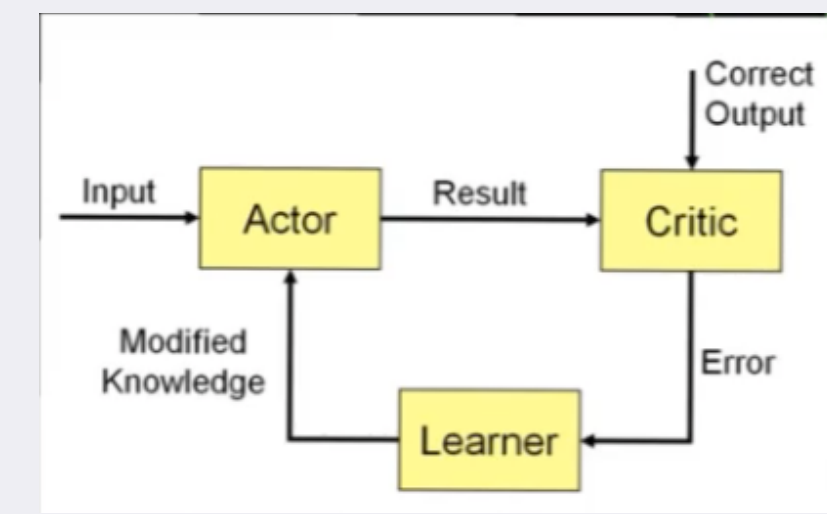 Correct
Output
Input
Actor
Result
Critic
Modified
Knowledge
Error
Learner